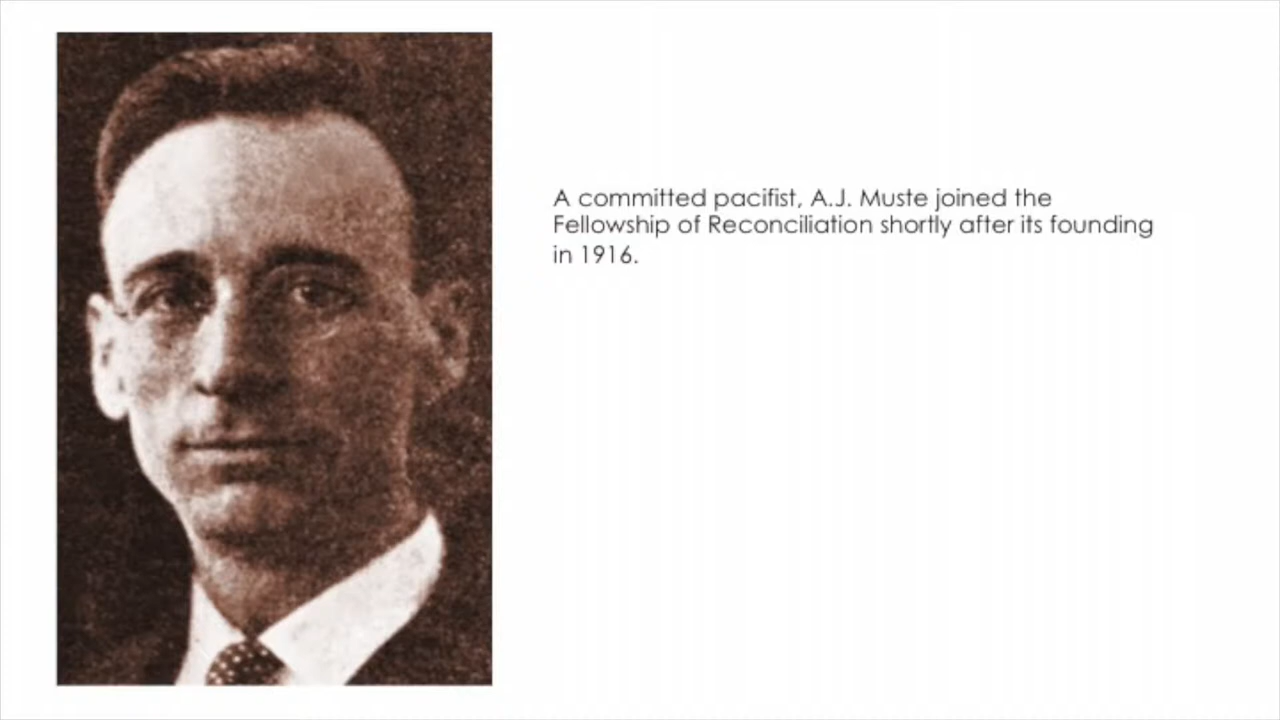 A committed pacifist, A.J. Muste joined the
Fellowship of Reconciliation shortly after its founding
in 1916.